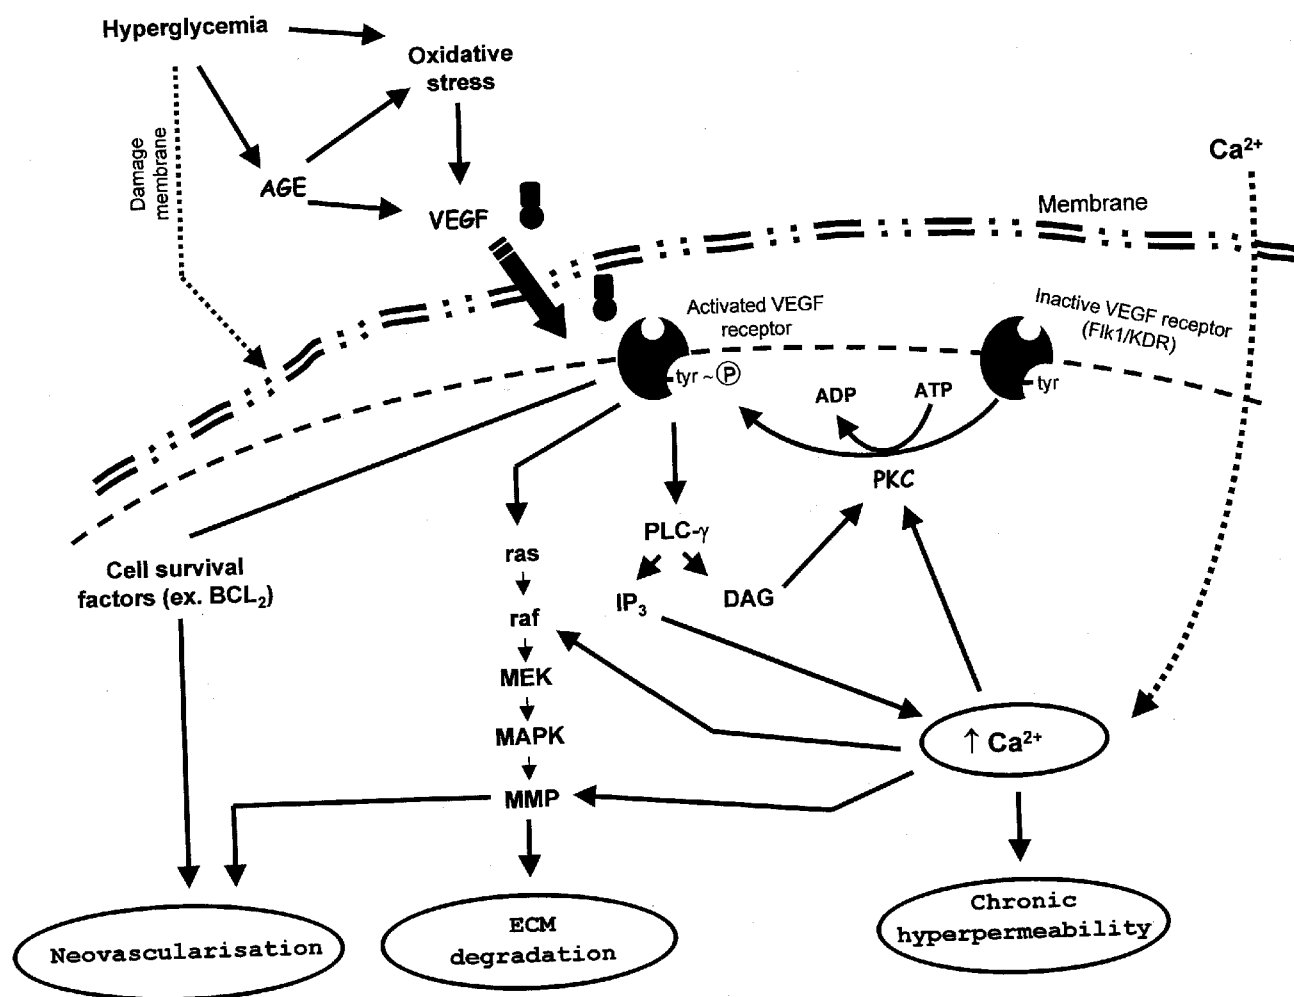 Hyperglycemia
Oxidative
stress
Damage
membrane
AGE
VEGF
Ca²⁺
Membrane
Activated VEGF
receptor
Inactive VEGF receptor
(Flk1/KDR)
tyr ~ P
tyr
ADP
ATP
PKC
PLC-γ
IP₃
DAG
Cell survival
factors (ex. BCL₂)
ras
raf
MEK
MAPK
MMP
↑ Ca²⁺
Neovascularisation
ECM
degradation
Chronic
hyperpermeability